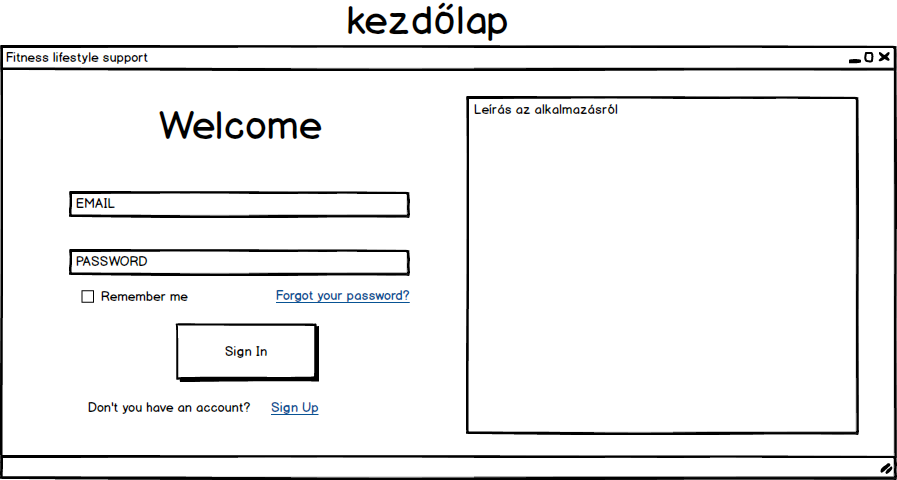 kezdőlap
Fitness lifestyle support
Welcome
EMAIL
PASSWORD
Remember me
Forgot your password?
Sign In
Don't you have an account?
Sign Up
Leírás az alkalmazásról